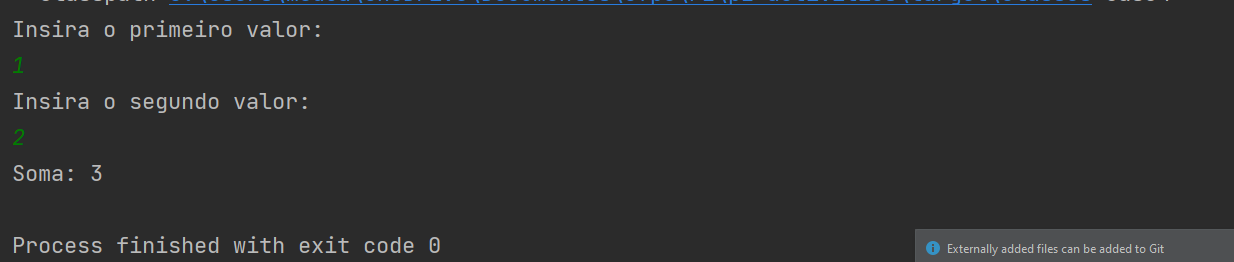 Insira o primeiro valor:
1
Insira o segundo valor:
2
Soma: 3
Process finished with exit code 0
Externally added files can be added to Git